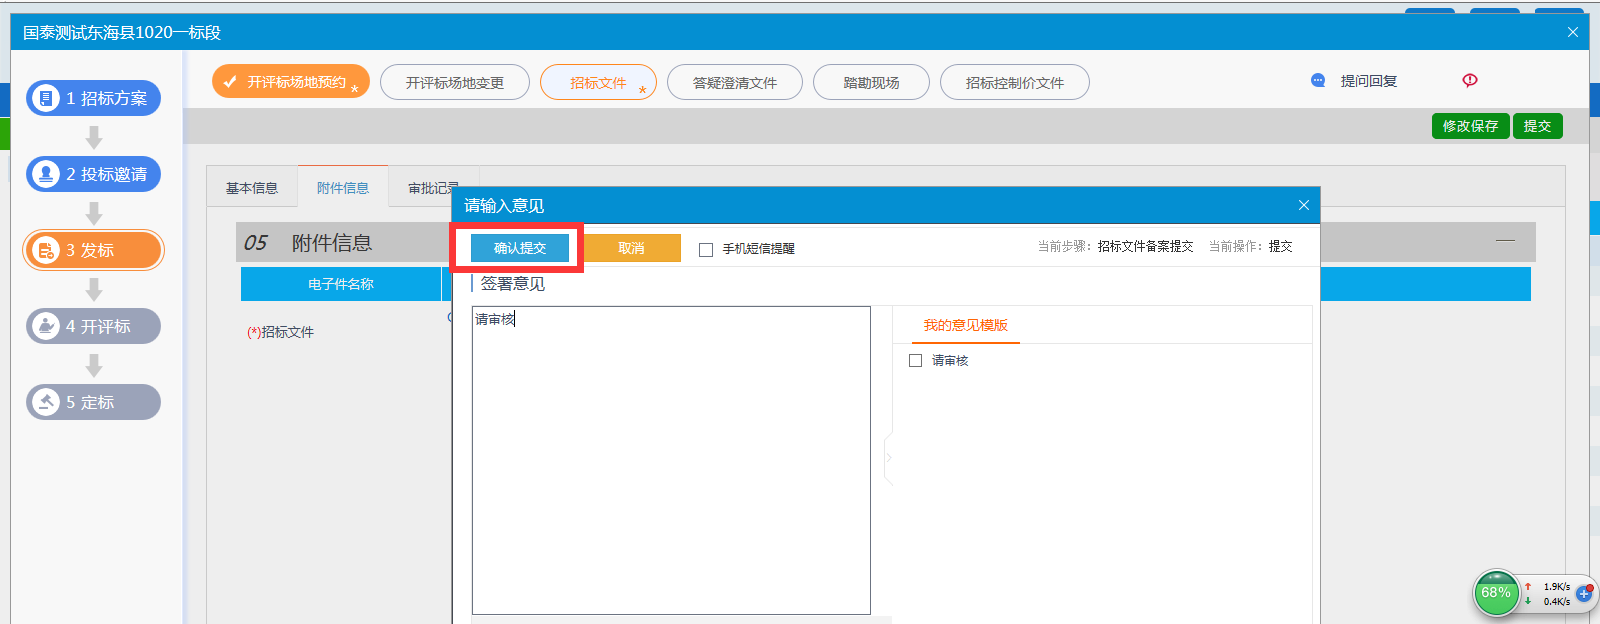 国泰测试东海县1020一标段
1 招标方案
2 投标邀请
3 发标
4 开评标
5 定标
开评标场地预约 *
开评标场地变更
招标文件 *
答疑澄清文件
踏勘现场
招标控制价文件
提问回复
修改保存
提交
基本信息
附件信息
审批记录
05 附件信息
电子件名称
(*)招标文件
请输入意见
确认提交
取消
手机短信提醒
当前步骤：招标文件备案提交 当前操作：提交
签署意见
请审核
我的意见模版
请审核
68%
1.9K/s
0.4K/s